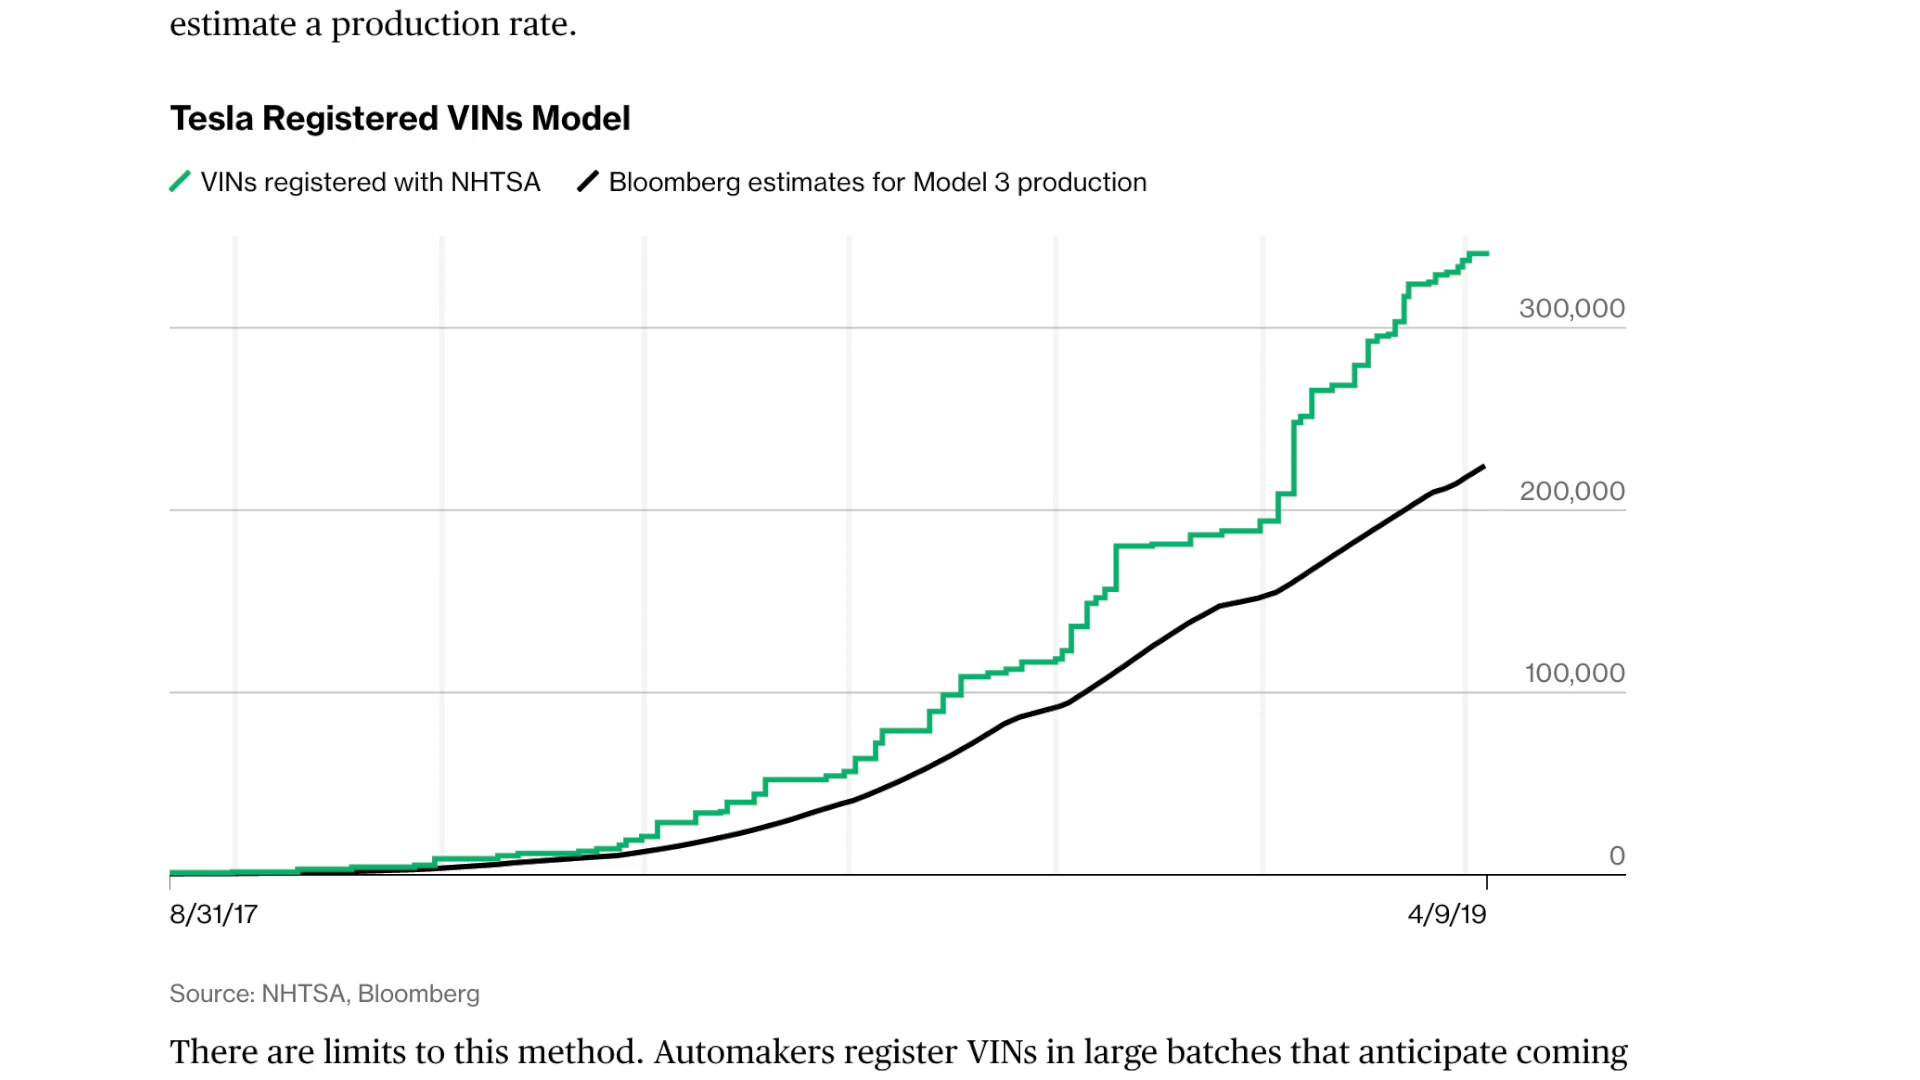 estimate a production rate.
Tesla Registered VINs Model
VINs registered with NHTSA Bloomberg estimates for Model 3 production
300,000
200,000
100,000
0
8/31/17 4/9/19
Source: NHTSA, Bloomberg
There are limits to this method. Automakers register VINs in large batches that anticipate coming